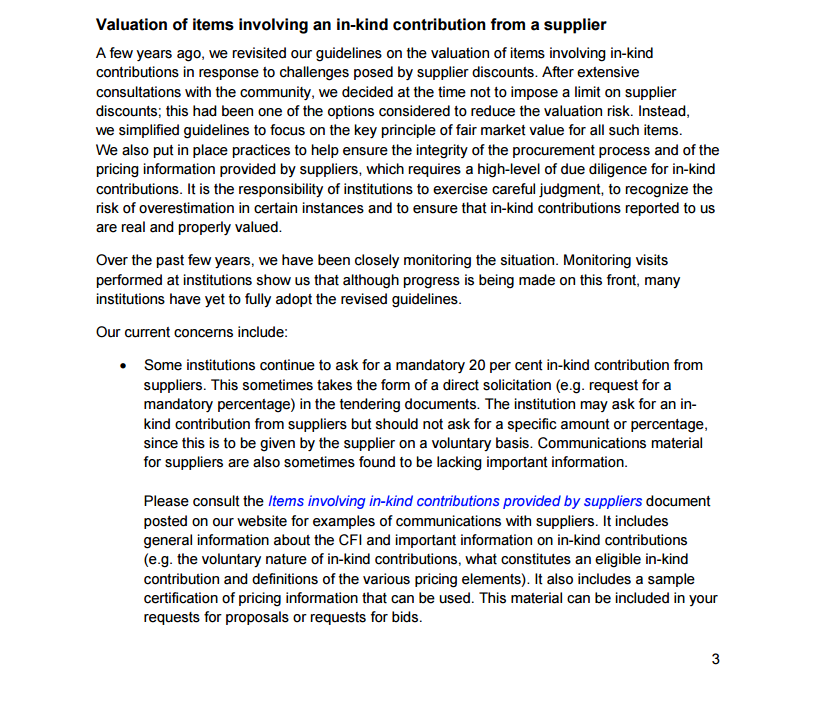 Valuation of items involving an in-kind contribution from a supplier
A few years ago, we revisited our guidelines on the valuation of items involving in-kind
contributions in response to challenges posed by supplier discounts. After extensive
consultations with the community, we decided at the time not to impose a limit on supplier
discounts; this had been one of the options considered to reduce the valuation risk. Instead,
we simplified guidelines to focus on the key principle of fair market value for all such items.
We also put in place practices to help ensure the integrity of the procurement process and of the
pricing information provided by suppliers, which requires a high-level of due diligence for in-kind
contributions. It is the responsibility of institutions to exercise careful judgment, to recognize the
risk of overestimation in certain instances and to ensure that in-kind contributions reported to us
are real and properly valued.
Over the past few years, we have been closely monitoring the situation. Monitoring visits
performed at institutions show us that although progress is being made on this front, many
institutions have yet to fully adopt the revised guidelines.
Our current concerns include:
• Some institutions continue to ask for a mandatory 20 per cent in-kind contribution from
suppliers. This sometimes takes the form of a direct solicitation (e.g. request for a
mandatory percentage) in the tendering documents. The institution may ask for an in-
kind contribution from suppliers but should not ask for a specific amount or percentage,
since this is to be given by the supplier on a voluntary basis. Communications material
for suppliers are also sometimes found to be lacking important information.
Please consult the Items involving in-kind contributions provided by suppliers document
posted on our website for examples of communications with suppliers. It includes
general information about the CFI and important information on in-kind contributions
(e.g. the voluntary nature of in-kind contributions, what constitutes an eligible in-kind
contribution and definitions of the various pricing elements). It also includes a sample
certification of pricing information that can be used. This material can be included in your
requests for proposals or requests for bids.
3